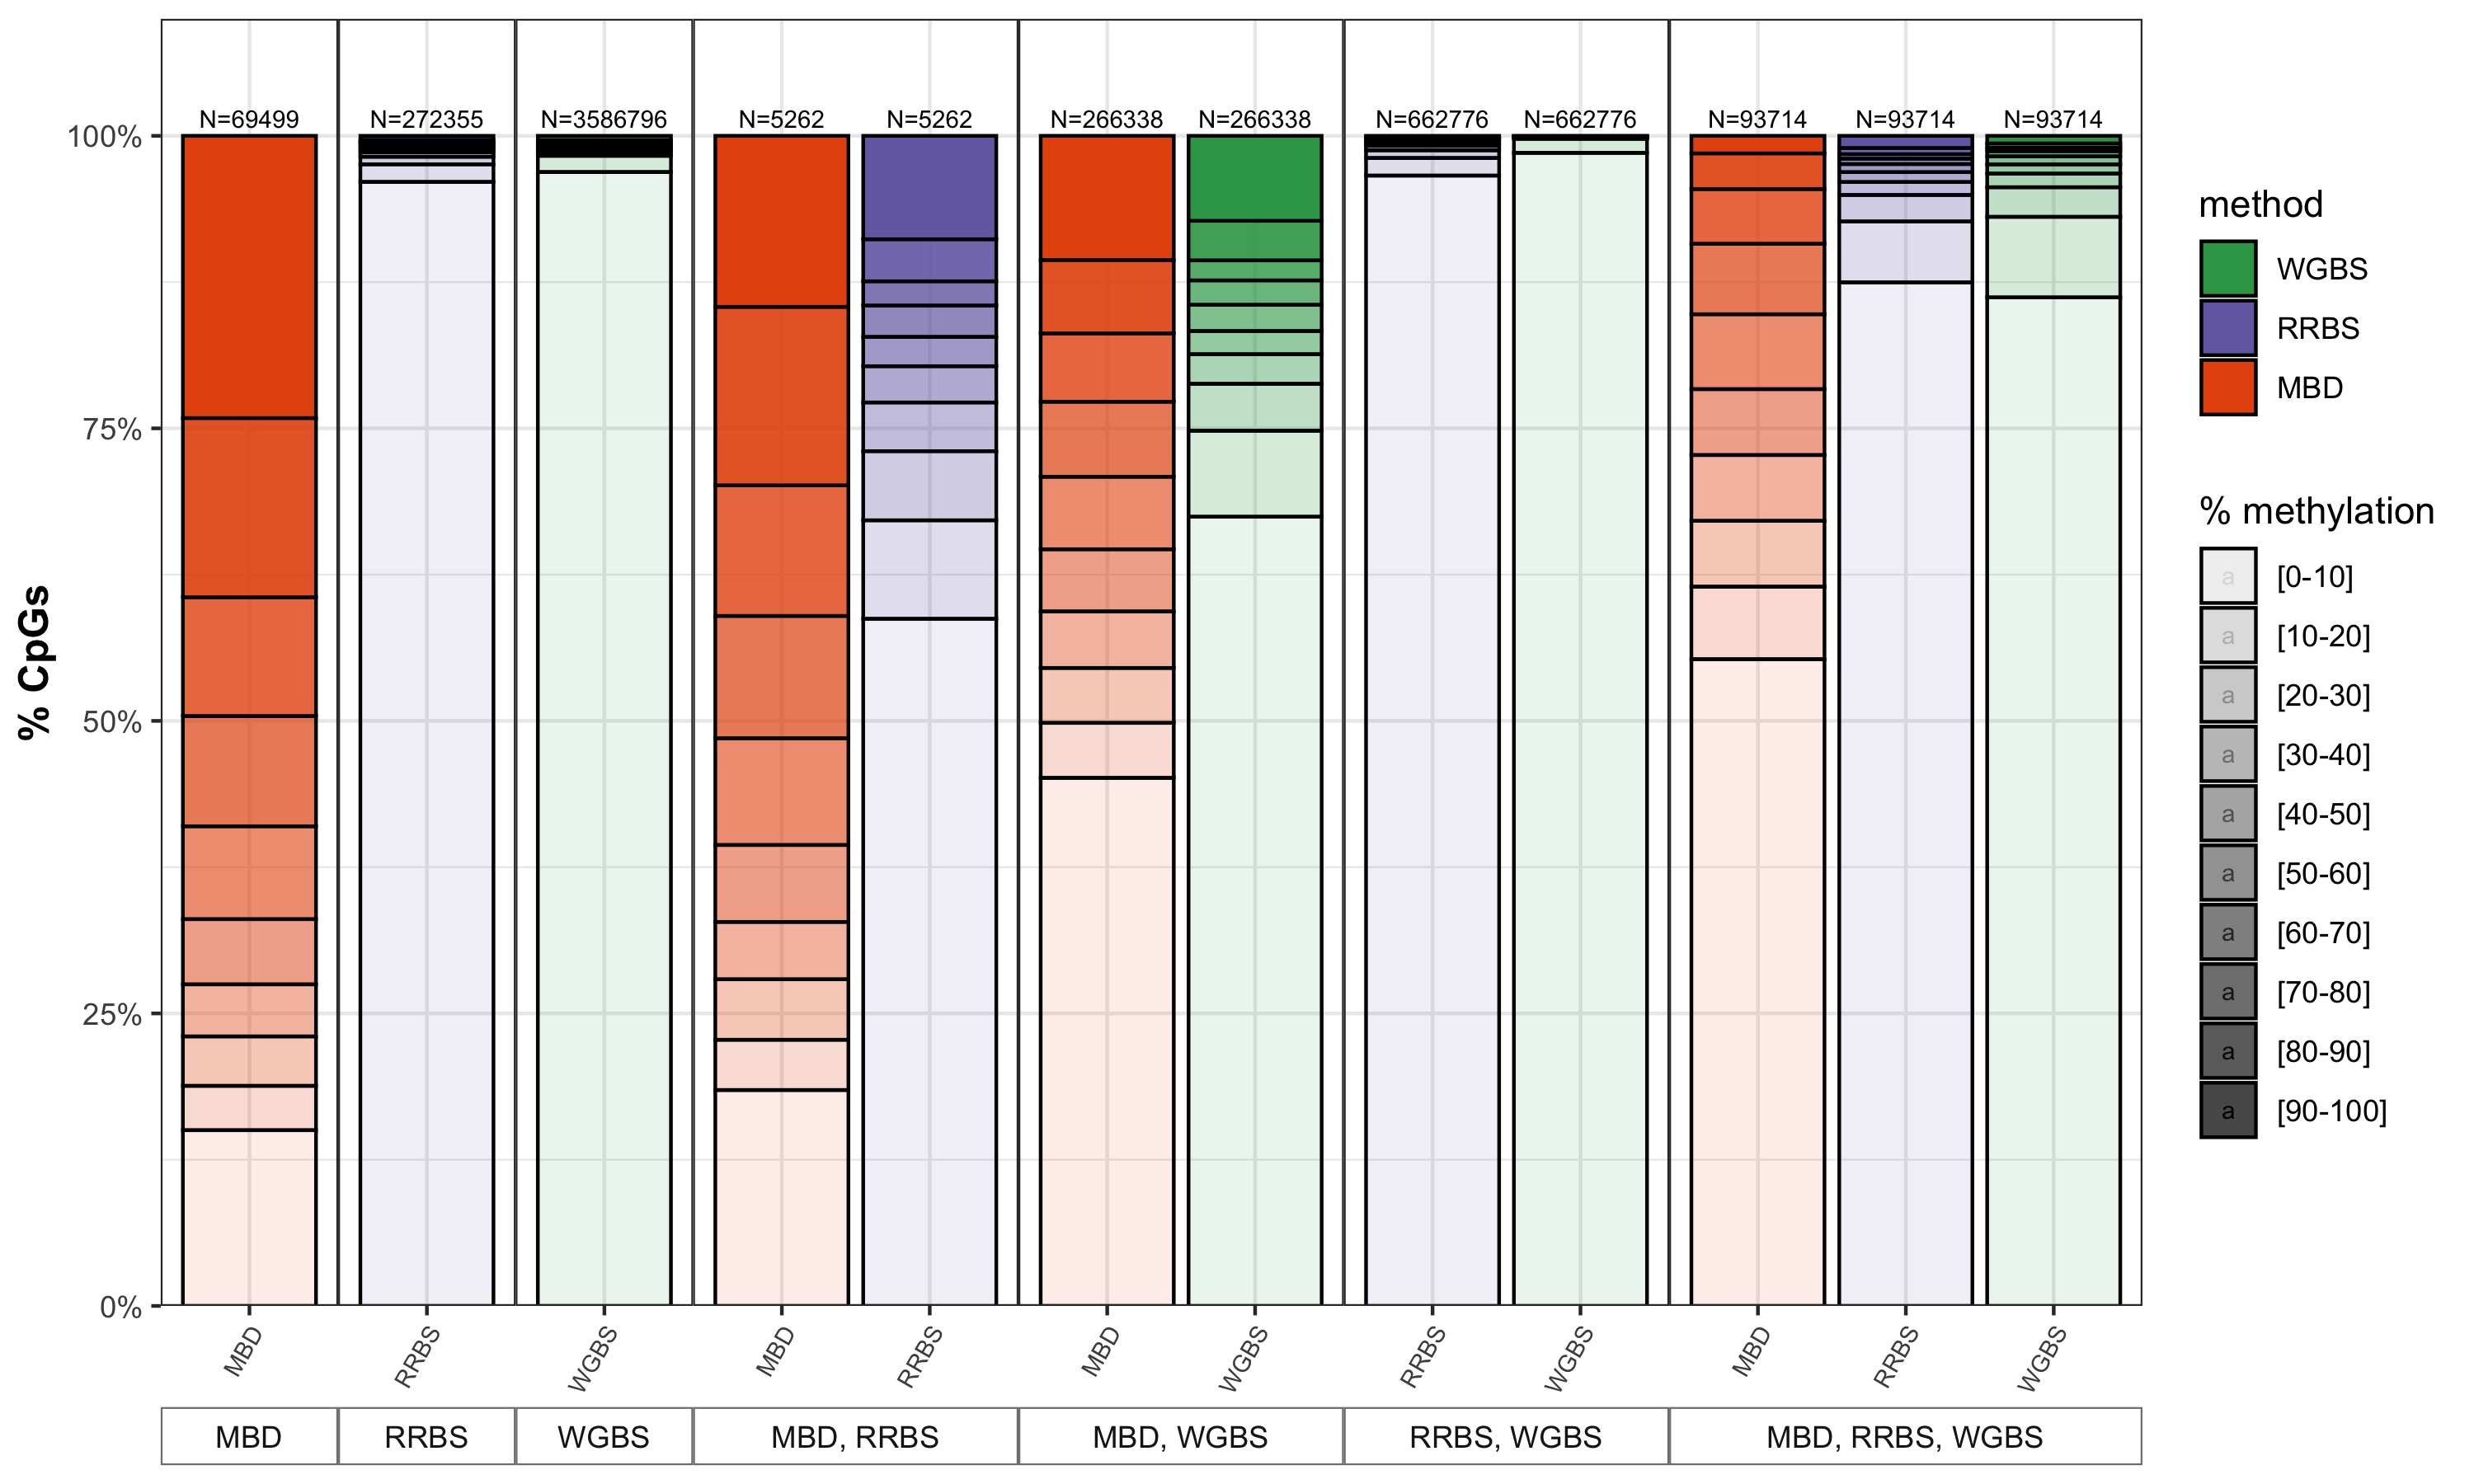 N=69499 N=272355 N=3586796 N=5262 N=5262 N=266338 N=266338 N=662776 N=662776 N=93714 N=93714 N=93714
100%
75%
50%
25%
0%
% CpGs
MBD RRBS WGBS MBD RRBS MBD WGBS RRBS WGBS MBD RRBS WGBS
MBD RRBS WGBS MBD, RRBS MBD, WGBS RRBS, WGBS MBD, RRBS, WGBS
method
WGBS
RRBS
MBD
% methylation
a [0-10]
a [10-20]
a [20-30]
a [30-40]
a [40-50]
a [50-60]
a [60-70]
a [70-80]
a [80-90]
a [90-100]